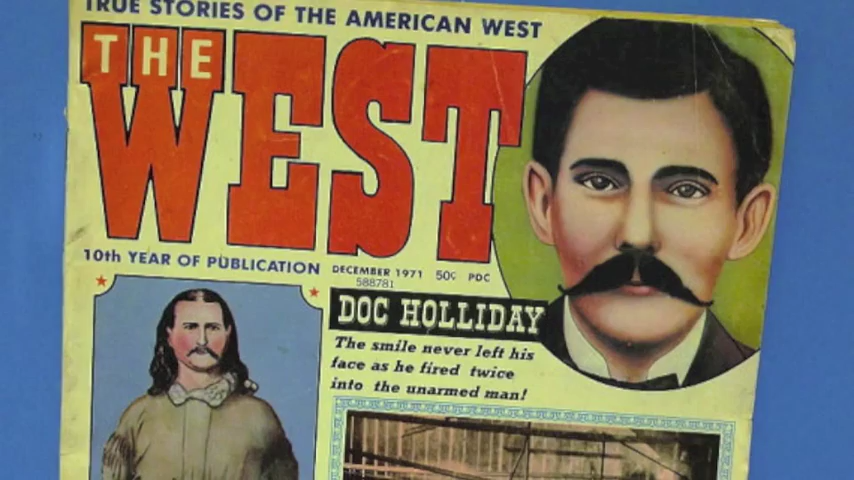 TRUE STORIES OF THE AMERICAN WEST
THE
WEST
10th YEAR OF PUBLICATION
DECEMBER 1971 50¢ PDC
588781
DOC HOLLIDAY
The smile never left his
face as he fired twice
into the unarmed man!